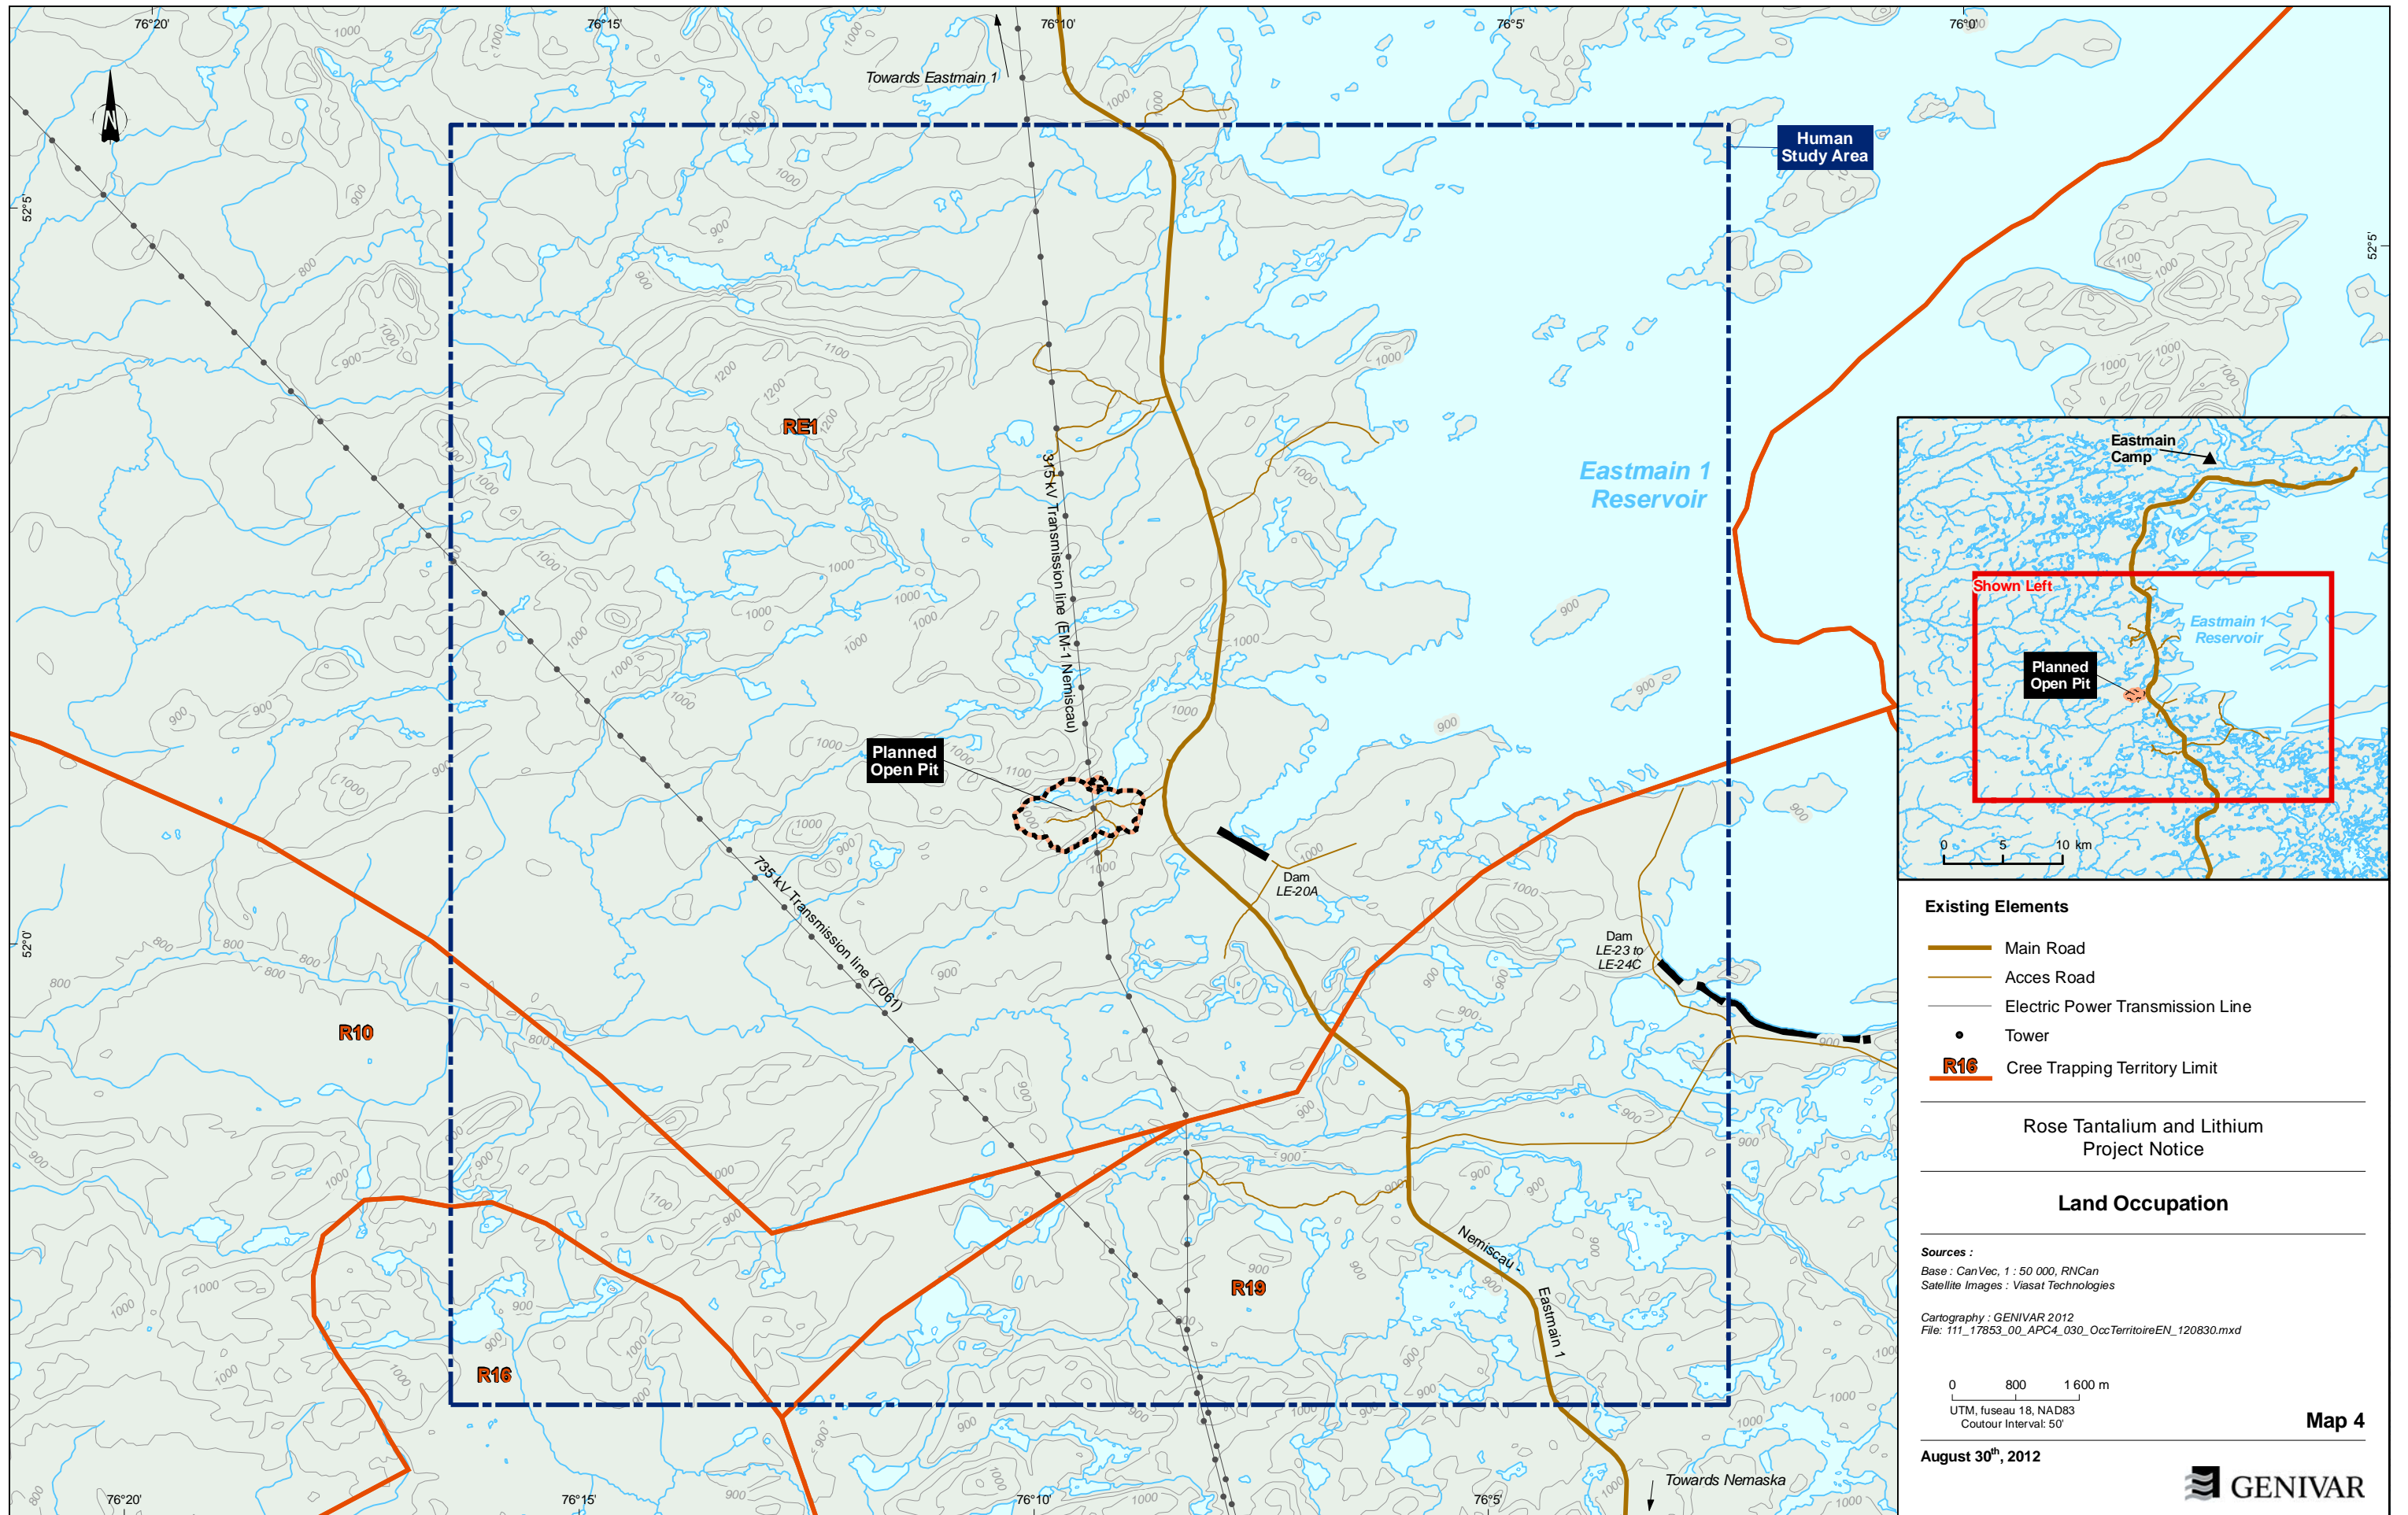 76°20'
76°15'
76°10'
76°5'
76°0'
Towards Eastmain 1
N
52°5'
52°5'
Human
Study Area
RE1
315 kV Transmission line (EM-1 Nemiscau)
Eastmain 1
Reservoir
Planned
Open Pit
735 kV Transmission line (7061)
Dam
LE-20A
Dam
LE-23 to
LE-24C
52°0'
R10
R19
R16
Nemiscau -
Eastmain 1
Towards Nemaska
76°20'
76°15'
76°10'
76°5'
800
900
1000
1100
1200
Eastmain
Camp
Shown Left
Eastmain 1
Reservoir
Planned
Open Pit
0 5 10 km
Existing Elements
Main Road
Acces Road
Electric Power Transmission Line
Tower
R16 Cree Trapping Territory Limit
Rose Tantalium and Lithium
Project Notice
Land Occupation
Sources :
Base : CanVec, 1 : 50 000, RNCan
Satellite Images : Viasat Technologies
Cartography : GENIVAR 2012
File: 111_17853_00_APC4_030_OccTerritoireEN_120830.mxd
0 800 1 600 m
UTM, fuseau 18, NAD83
Coutour Interval: 50'
Map 4
August 30th, 2012
GENIVAR